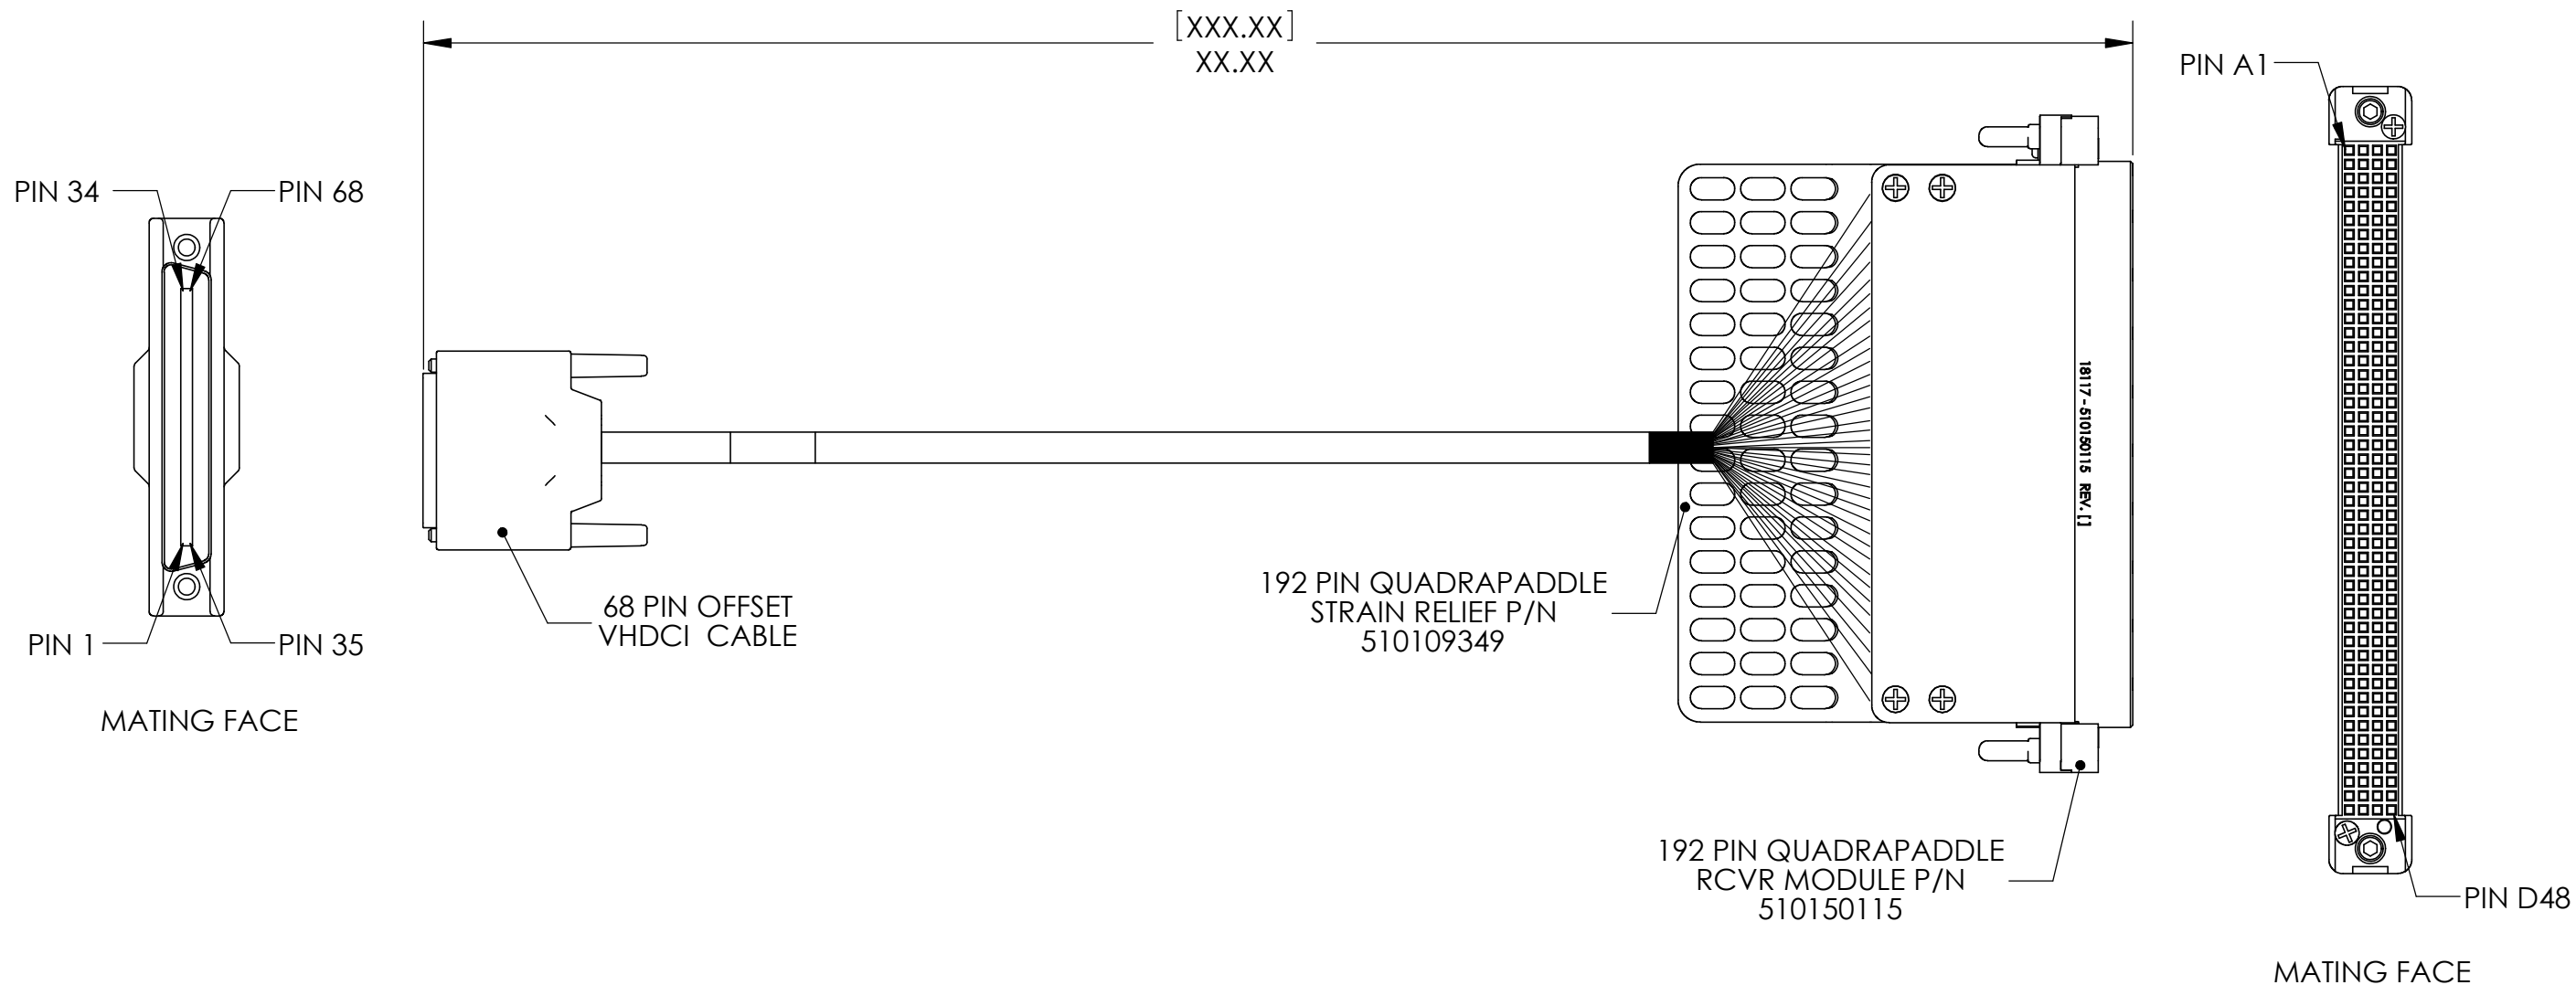 [XXX.XX]
XX.XX
PIN A1
PIN 34
PIN 68
18117-510150115 REV. [ ]
68 PIN OFFSET
VHDCI CABLE
192 PIN QUADRAPADDLE
STRAIN RELIEF P/N
510109349
PIN 1
PIN 35
MATING FACE
192 PIN QUADRAPADDLE
RCVR MODULE P/N
510150115
PIN D48
MATING FACE